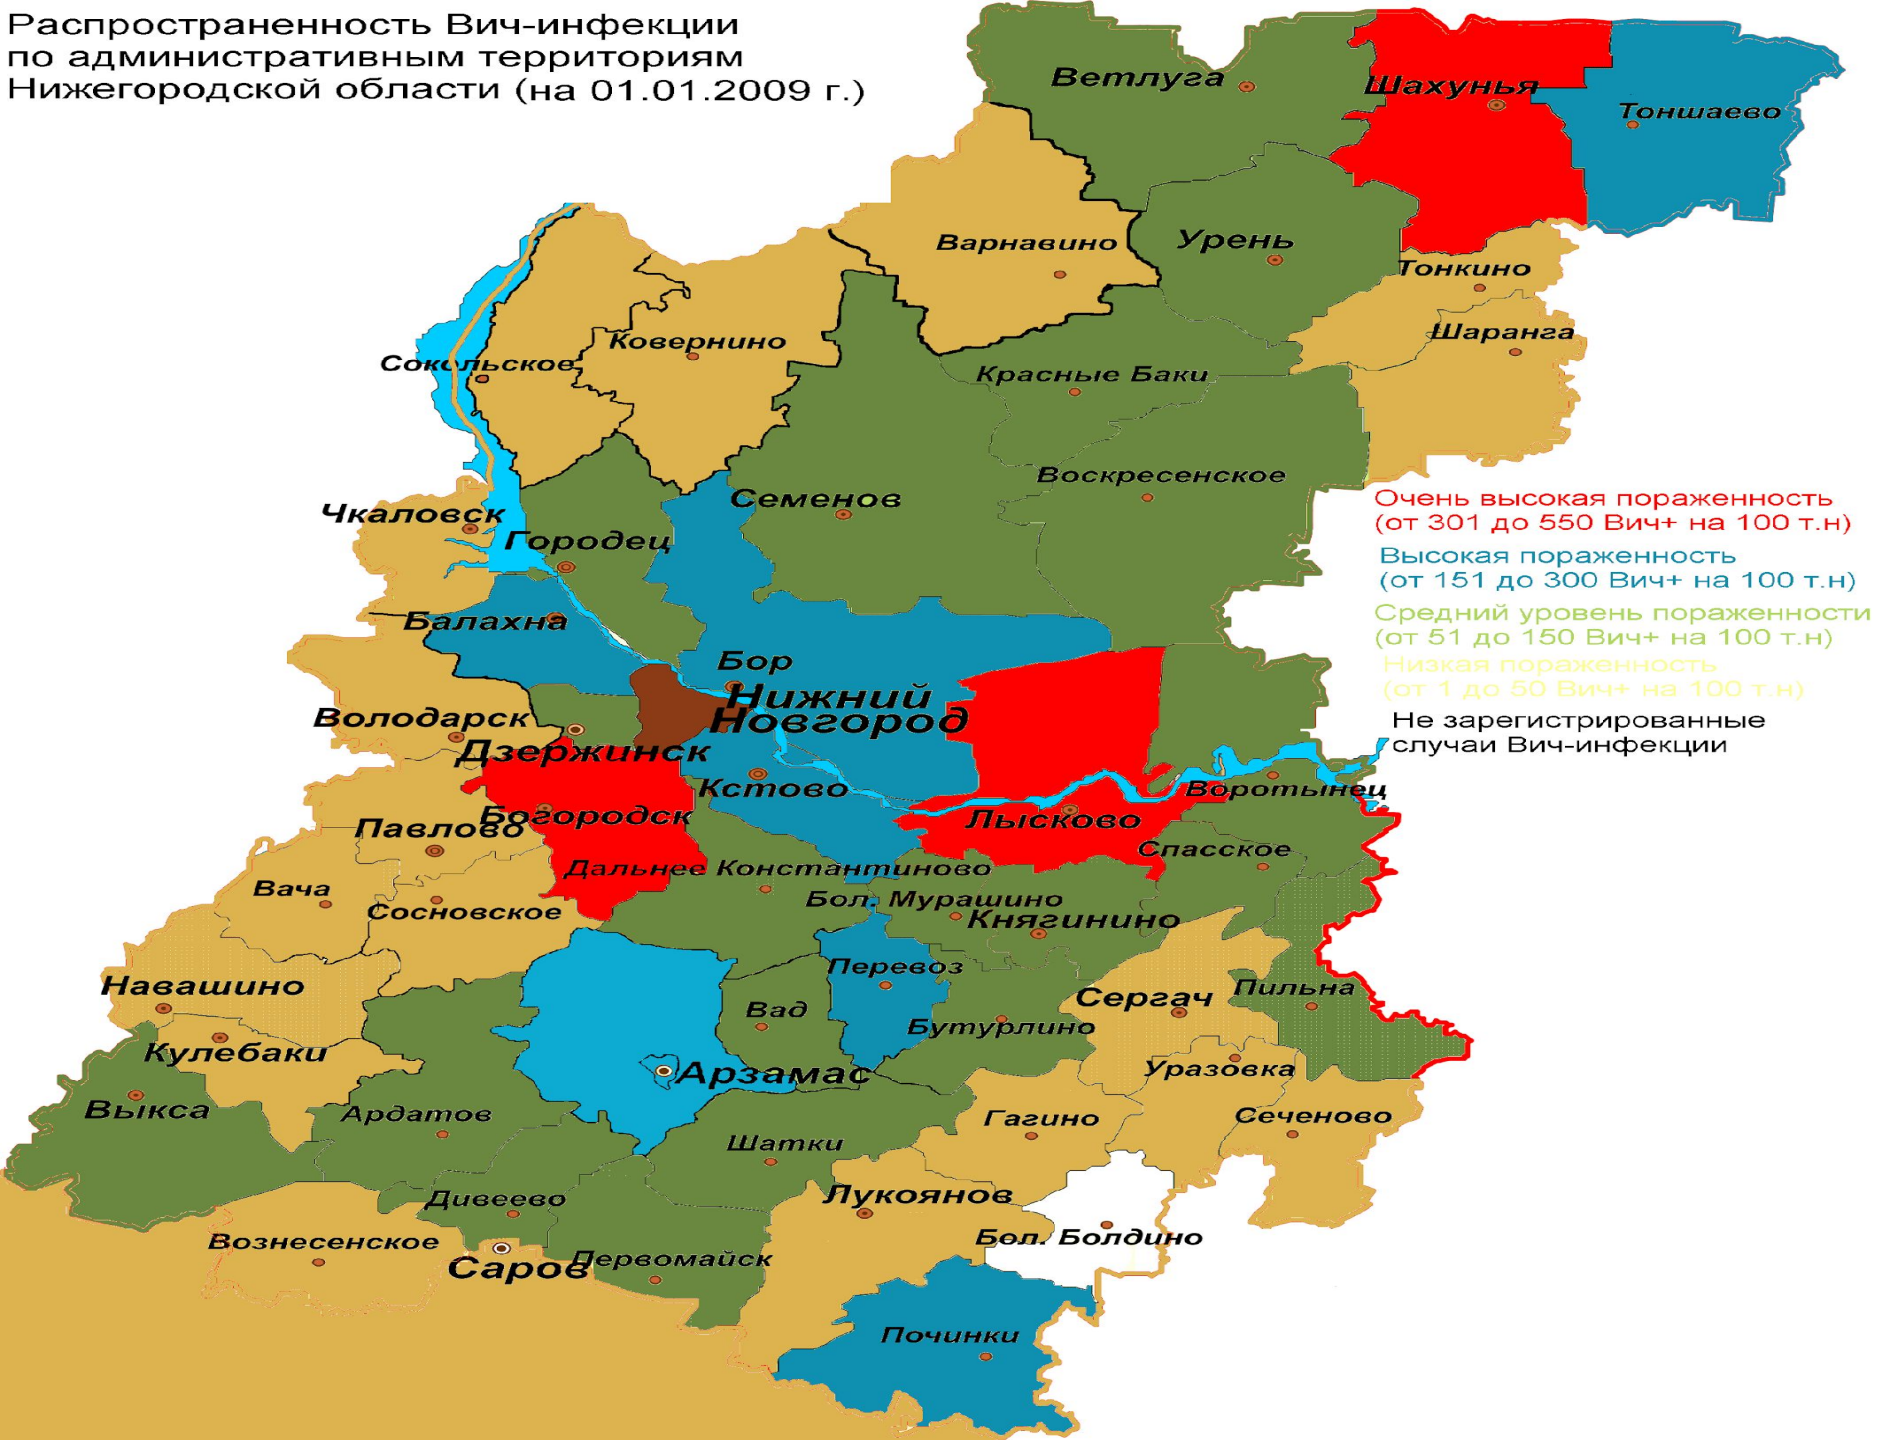 Распространенность Вич-инфекции
по административным территориям
Нижегородской области (на 01.01.2009 г.)
Ветлуга
Шахунья
Тоншаево
Варнавино
Урень
Тонкино
Шаранга
Ковернино
Сокольское
Красные Баки
Воскресенское
Семенов
Чкаловск
Городец
Балахна
Бор
Нижний
Новгород
Володарск
Дзержинск
Кстово
Богородск
Павлово
Лысково
Воротынец
Спасское
Дальнее Константиново
Вача
Сосновское
Бол. Мурашино
Княгинино
Навашино
Перевоз
Сергач
Пильна
Вад
Бутурлино
Кулебаки
Арзамас
Уразовка
Выкса
Ардатов
Гагино
Сеченово
Шатки
Дивеево
Лукоянов
Вознесенское
Бол. Болдино
Саров
Первомайск
Починки
Очень высокая пораженность
(от 301 до 550 Вич+ на 100 т.н)
Высокая пораженность
(от 151 до 300 Вич+ на 100 т.н)
Средний уровень пораженности
(от 51 до 150 Вич+ на 100 т.н)
Низкая пораженность
(от 1 до 50 Вич+ на 100 т.н)
Не зарегистрированные
случаи Вич-инфекции